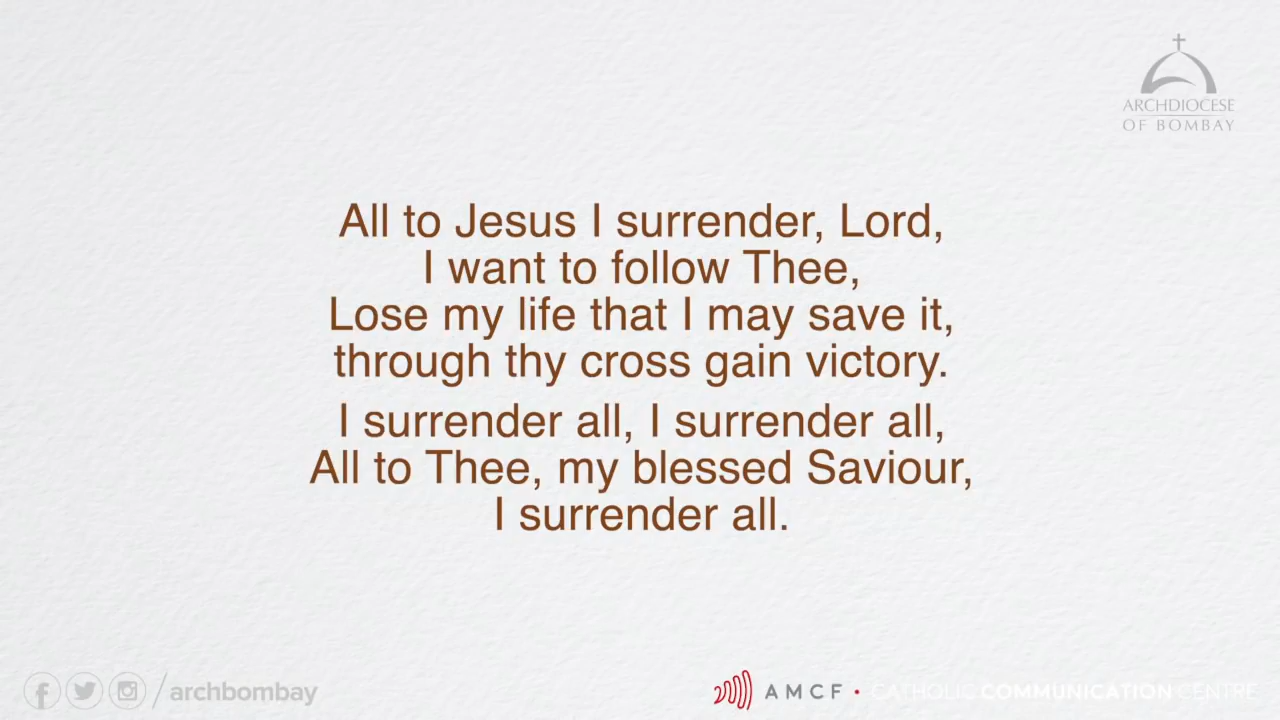 ARCHDIOCESE
OF BOMBAY
All to Jesus I surrender, Lord,
I want to follow Thee,
Lose my life that I may save it,
through thy cross gain victory.
I surrender all, I surrender all,
All to Thee, my blessed Saviour,
I surrender all.
/archbombay
AMCF • CATHOLIC COMMUNICATION CENTRE